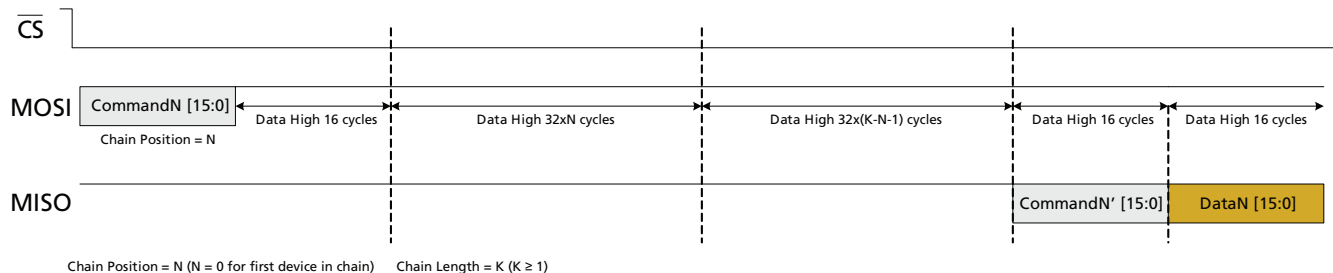 CS
MOSI
CommandN [15:0]
Data High 16 cycles
Data High 32xN cycles
Data High 32x(K-N-1) cycles
Data High 16 cycles
Data High 16 cycles
Chain Position = N
MISO
CommandN’ [15:0]
DataN [15:0]
Chain Position = N (N = 0 for first device in chain) Chain Length = K (K ≥ 1)